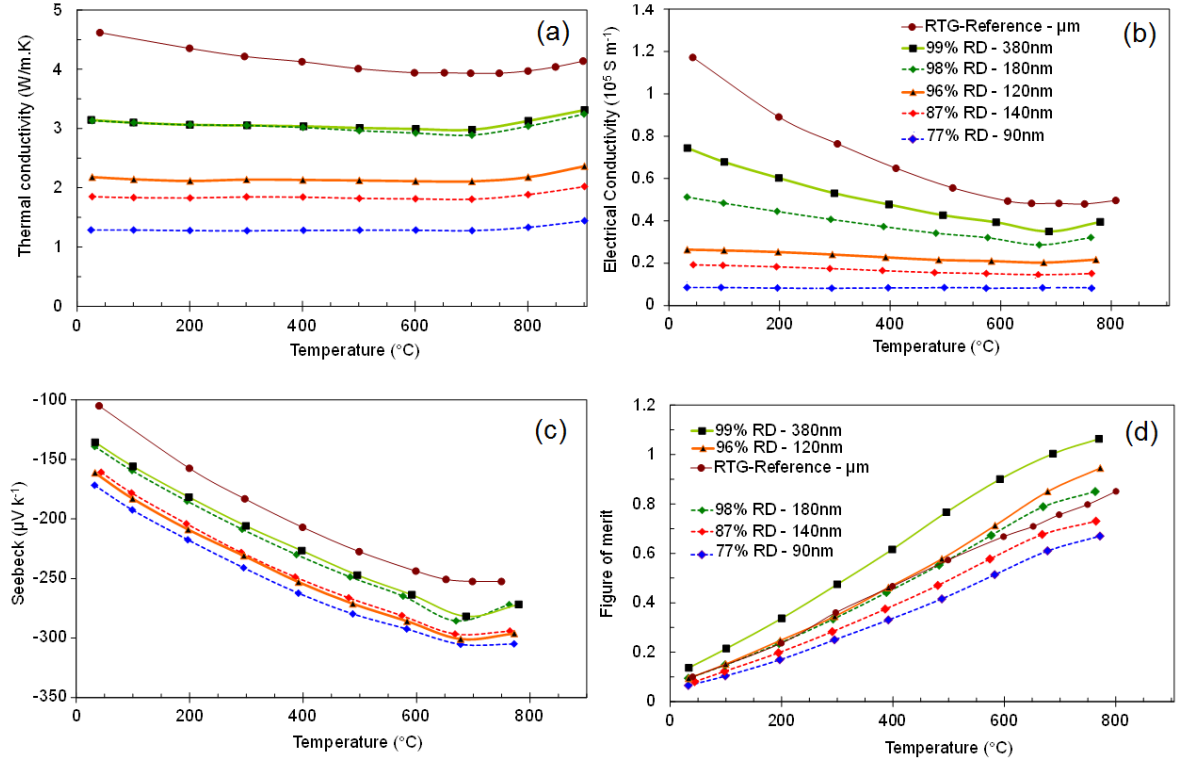 (a)
Thermal conductivity (W/m.K)
5
4
3
2
1
0
0
200
400
600
800
Temperature (°C)
(b)
Electrical Conductivity (10⁵ S m⁻¹)
1.4
1.2
1
0.8
0.6
0.4
0.2
0
RTG-Reference - µm
99% RD - 380nm
98% RD - 180nm
96% RD - 120nm
87% RD - 140nm
77% RD - 90nm
0
200
400
600
800
Temperature (°C)
(c)
Seebeck (µV k⁻¹)
-100
-150
-200
-250
-300
-350
0
200
400
600
800
Temperature (°C)
(d)
Figure of merit
1.2
1
0.8
0.6
0.4
0.2
0
99% RD - 380nm
96% RD - 120nm
RTG-Reference - µm
98% RD - 180nm
87% RD - 140nm
77% RD - 90nm
0
200
400
600
800
Temperature (°C)